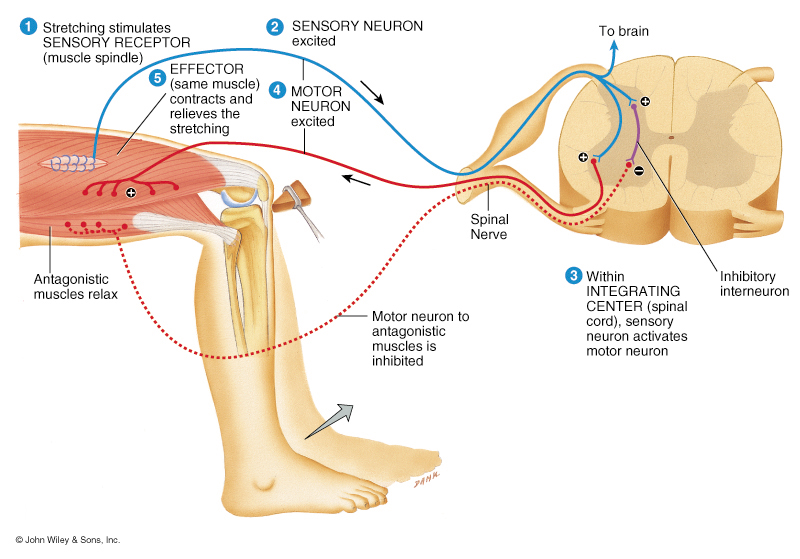 1 Stretching stimulates
SENSORY RECEPTOR
(muscle spindle)
2 SENSORY NEURON
excited
To brain
5 EFFECTOR
(same muscle)
contracts and
relieves the
stretching
4 MOTOR
NEURON
excited
+
+
+
−
Spinal
Nerve
Antagonistic
muscles relax
3 Within
INTEGRATING
CENTER (spinal
cord), sensory
neuron activates
motor neuron
Inhibitory
interneuron
Motor neuron to
antagonistic
muscles is
inhibited
© John Wiley & Sons, Inc.